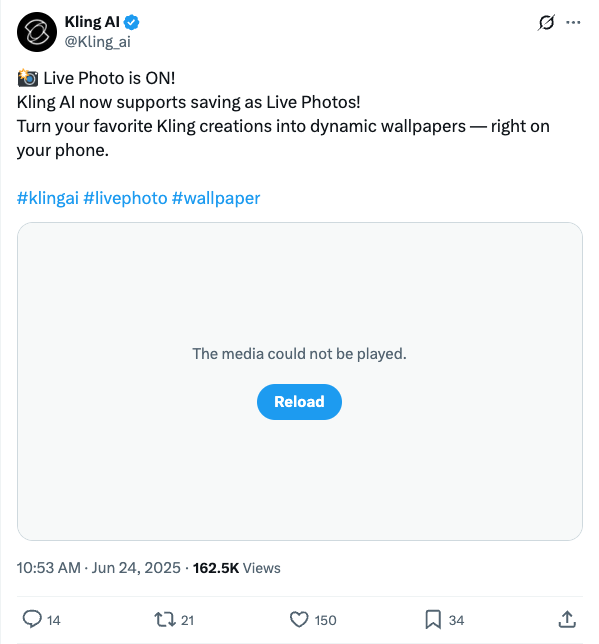 Kling AI
@Kling_ai
📸 Live Photo is ON!
Kling AI now supports saving as Live Photos!
Turn your favorite Kling creations into dynamic wallpapers — right on
your phone.
#klingai #livephoto #wallpaper
The media could not be played.
Reload
10:53 AM · Jun 24, 2025 · 162.5K Views
14 21 150 34